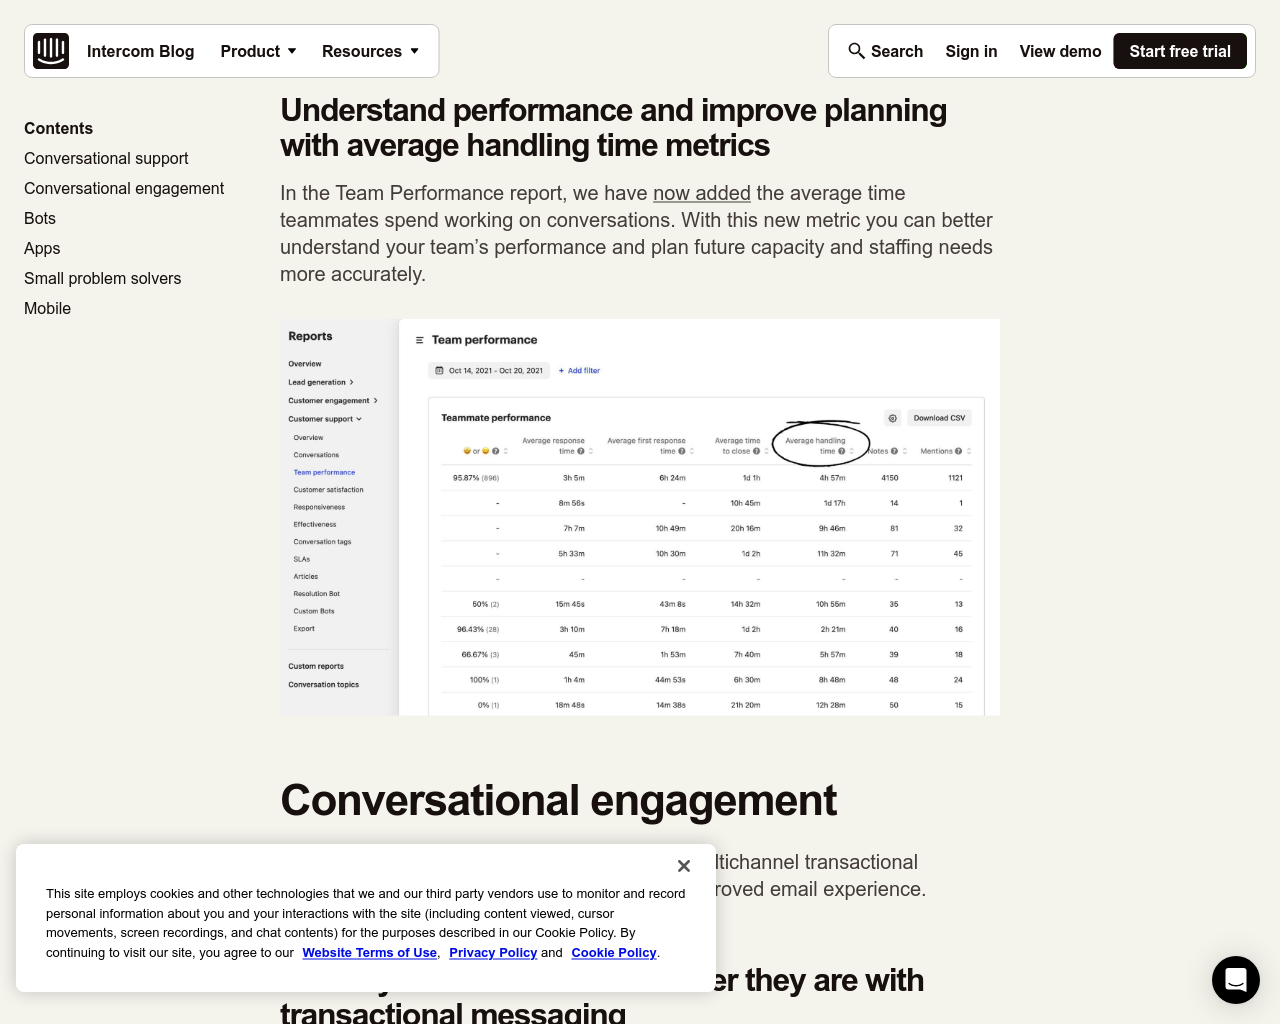 Intercom Blog
Product
Resources
Search
Sign in
View demo
Start free trial
Contents
Conversational support
Conversational engagement
Bots
Apps
Small problem solvers
Mobile
Understand performance and improve planning
with average handling time metrics
In the Team Performance report, we have now added the average time
teammates spend working on conversations. With this new metric you can better
understand your team’s performance and plan future capacity and staffing needs
more accurately.
Reports
Overview
Lead generation
Customer engagement
Customer support
Overview
Conversations
Team performance
Customer satisfaction
Responsiveness
Effectiveness
Conversation tags
SLAs
Articles
Resolution Bot
Custom Bots
Export
Custom reports
Conversation topics
Team performance
Oct 14, 2021 - Oct 20, 2021 + Add filter
Teammate performance
Download CSV
😍 or 😄 ? Average response time ? Average first response time ? Average time to close ? Average handling time ? Notes ? Mentions ?
95.87% (896) 3h 5m 6h 24m 1d 1h 4h 57m 4150 1121
- 8m 56s - 10h 45m 1d 17h 14 1
- 7h 7m 10h 49m 20h 16m 9h 46m 81 32
- 5h 33m 10h 30m 1d 2h 11h 32m 71 45
- - - - - - -
50% (2) 15m 45s 43m 8s 14h 32m 10h 55m 35 13
96.43% (28) 3h 10m 7h 18m 1d 2h 2h 21m 40 16
66.67% (3) 45m 1h 53m 7h 40m 5h 57m 39 18
100% (1) 1h 4m 44m 53s 6h 30m 8h 48m 48 24
0% (1) 18m 48s 14m 38s 21h 20m 12h 28m 50 15
Conversational engagement
ltichannel transactional
roved email experience.
er they are with
transactional messaging
This site employs cookies and other technologies that we and our third party vendors use to monitor and record
personal information about you and your interactions with the site (including content viewed, cursor
movements, screen recordings, and chat contents) for the purposes described in our Cookie Policy. By
continuing to visit our site, you agree to our Website Terms of Use, Privacy Policy and Cookie Policy.